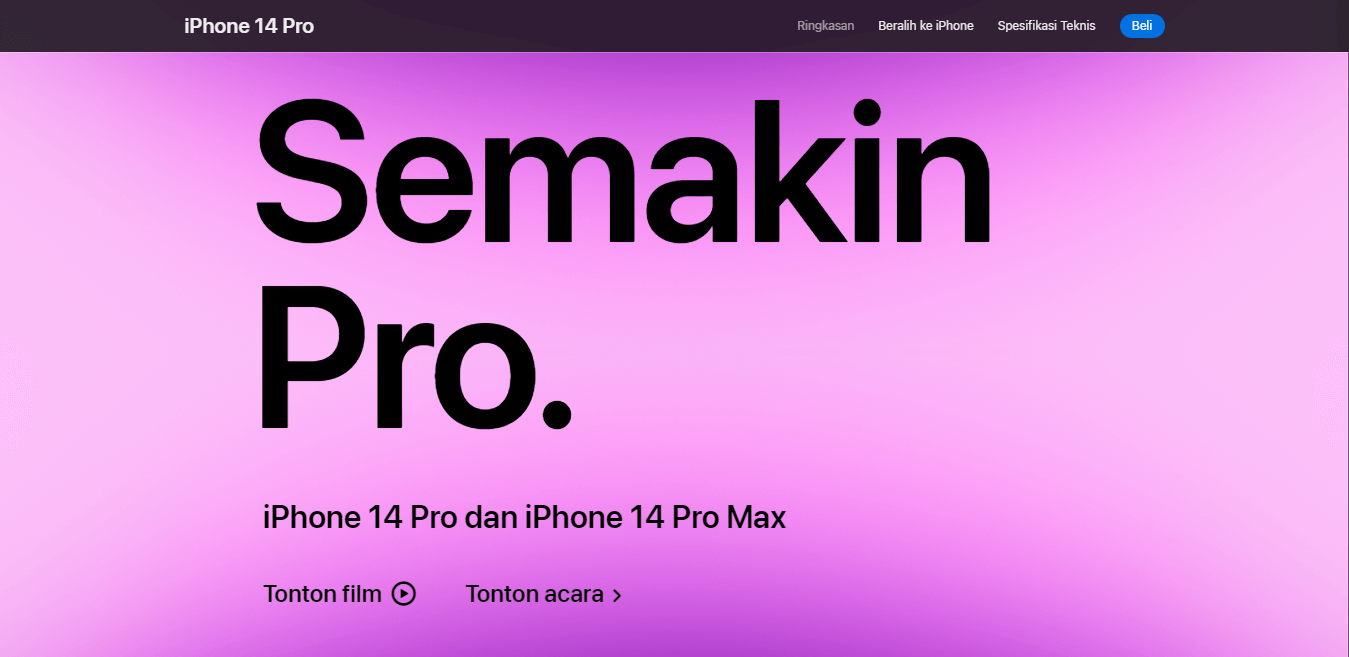 iPhone 14 Pro
Ringkasan
Beralih ke iPhone
Spesifikasi Teknis
Beli
Semakin
Pro.
iPhone 14 Pro dan iPhone 14 Pro Max
Tonton film
Tonton acara